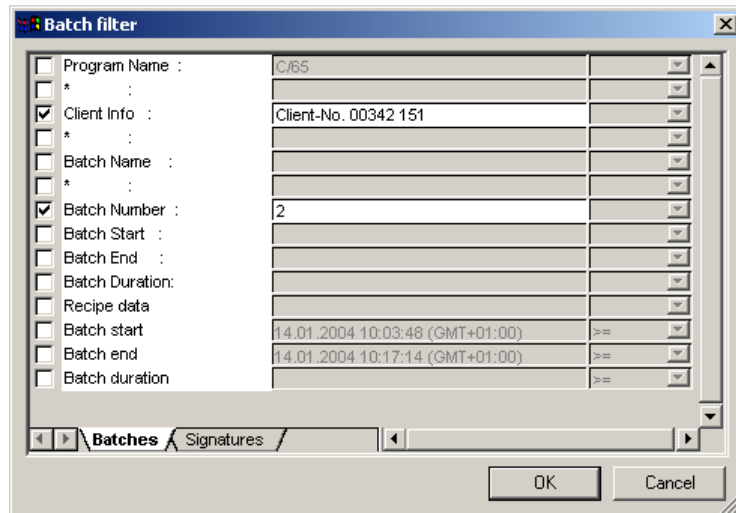 Batch filter
Program Name : C/65
* :
Client Info : Client-No. 00342 151
* :
Batch Name :
* :
Batch Number : 2
Batch Start :
Batch End :
Batch Duration:
Recipe data
Batch start 14.01.2004 10:03:48 (GMT+01:00) >=
Batch end 14.01.2004 10:17:14 (GMT+01:00) >=
Batch duration >=
Batches Signatures
OK Cancel